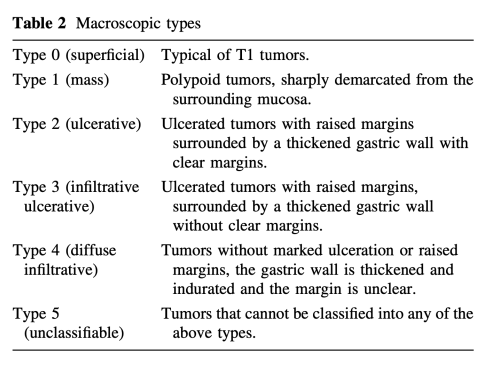 Table 2 Macroscopic types
Type 0 (superficial) Typical of T1 tumors.
Type 1 (mass) Polypoid tumors, sharply demarcated from the
surrounding mucosa.
Type 2 (ulcerative) Ulcerated tumors with raised margins
surrounded by a thickened gastric wall with
clear margins.
Type 3 (infiltrative Ulcerated tumors with raised margins,
ulcerative) surrounded by a thickened gastric wall
without clear margins.
Type 4 (diffuse Tumors without marked ulceration or raised
infiltrative) margins, the gastric wall is thickened and
indurated and the margin is unclear.
Type 5 Tumors that cannot be classified into any of the
(unclassifiable) above types.